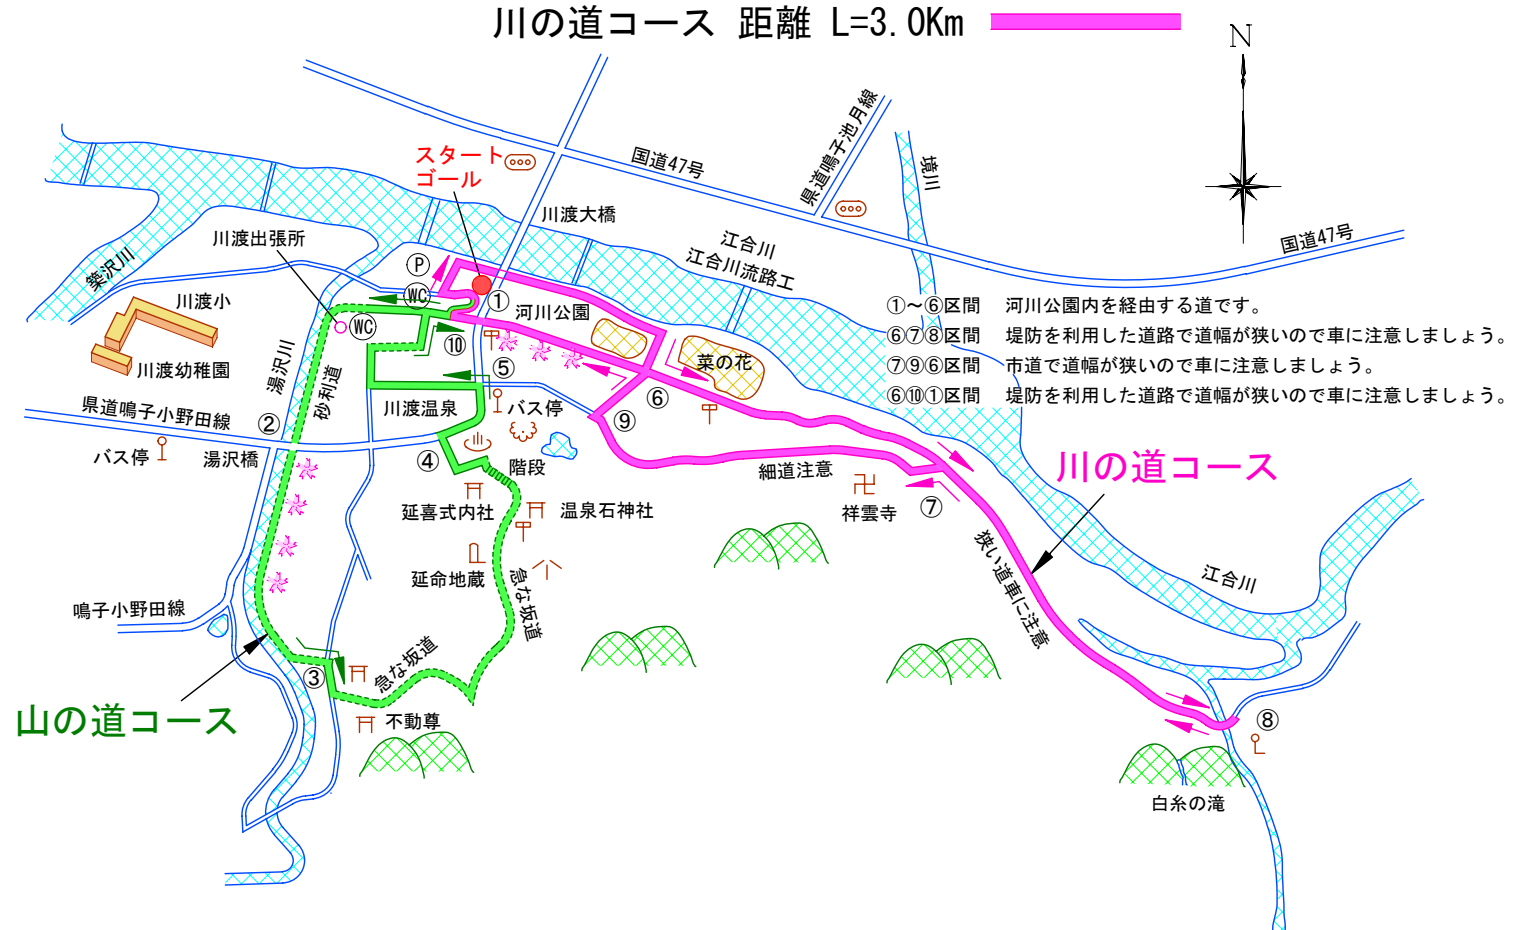 川の道コース 距離 L=3.0Km
N
スタート
ゴール
国道47号
県道鳴子池月線
境川
国道47号
川渡大橋
江合川
江合川流路工
川渡出張所
築沢川
P
WC
①
川渡小
WC
河川公園
⑩
菜の花
①～⑥区間 河川公園内を経由する道です。
⑥⑦⑧区間 堤防を利用した道路で道幅が狭いので車に注意しましょう。
⑦⑨⑥区間 市道で道幅が狭いので車に注意しましょう。
⑥⑩①区間 堤防を利用した道路で道幅が狭いので車に注意しましょう。
川渡幼稚園
湯沢川
砂利道
⑤
⑥
県道鳴子小野田線
②
川渡温泉
バス停
⑨
バス停
湯沢橋
④
階段
細道注意
川の道コース
延喜式内社
温泉石神社
祥雲寺
⑦
延命地蔵
急な坂道
狭い道車に注意
江合川
鳴子小野田線
③
急な坂道
山の道コース
不動尊
⑧
白糸の滝